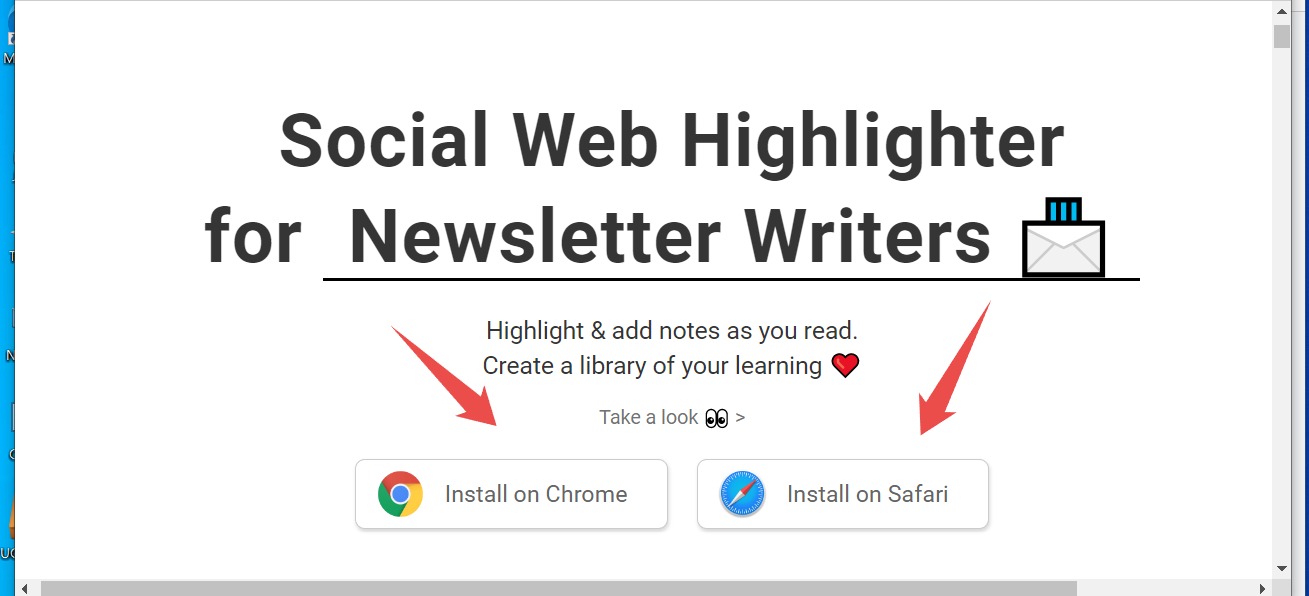 Social Web Highlighter
for Newsletter Writers
Highlight & add notes as you read.
Create a library of your learning
Take a look 👀 >
Install on Chrome
Install on Safari